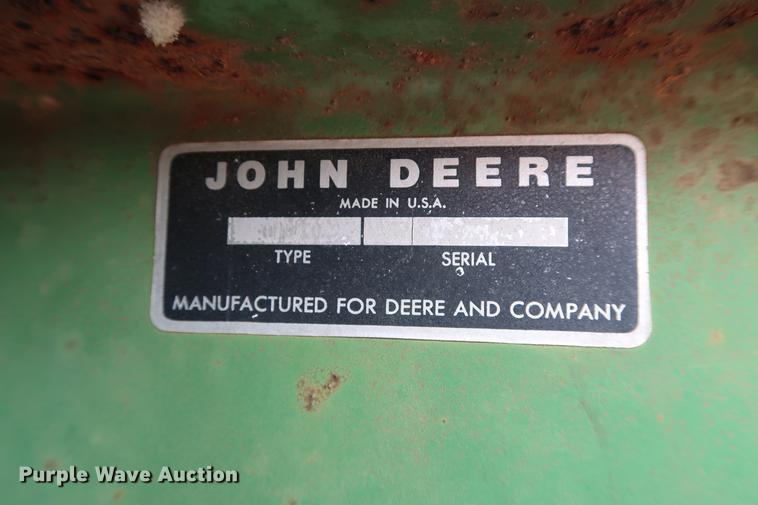 JOHN DEERE
MADE IN U.S.A.
TYPE SERIAL
MANUFACTURED FOR DEERE AND COMPANY
Purple Wave Auction